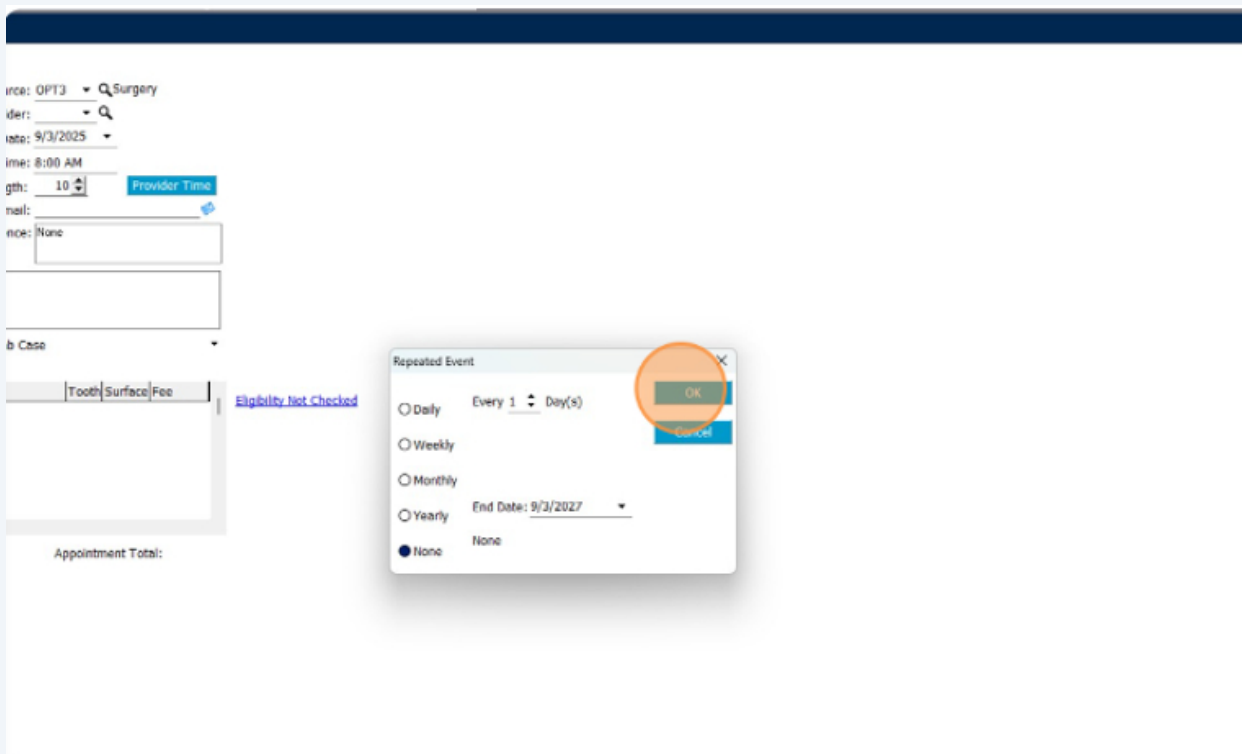 urce: OPT3 Surgery
ider:
ate: 9/3/2025
ime: 8:00 AM
gth: 10 Provider Time
mail:
ence: None
b Case
Tooth Surface Fee
Eligibility Not Checked
Appointment Total:
Repeated Event
Daily Every 1 Day(s) OK
Cancel
Weekly
Monthly
Yearly End Date: 9/3/2027
None None